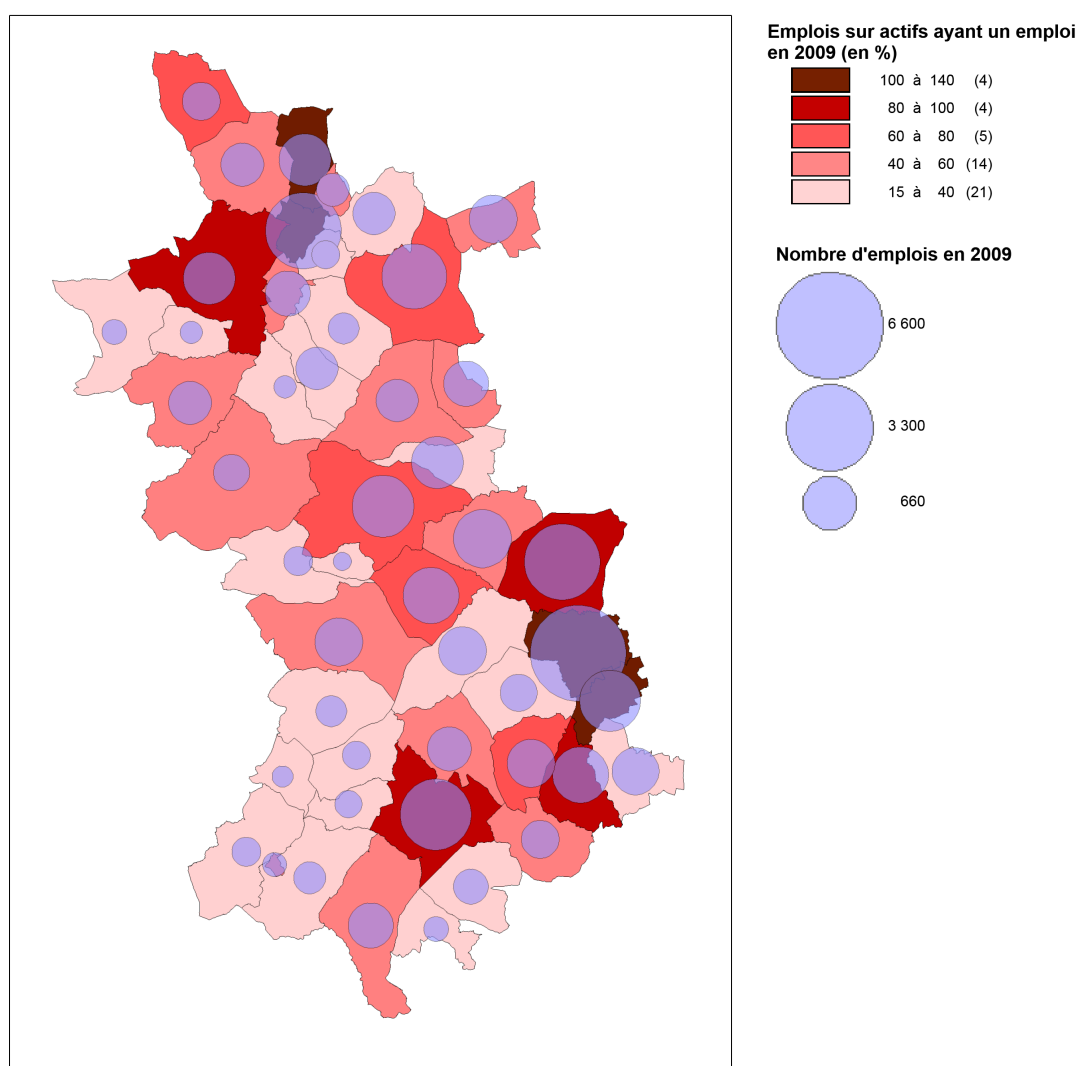 Emplois sur actifs ayant un emploi
en 2009 (en %)
100 à 140 (4)
80 à 100 (4)
60 à 80 (5)
40 à 60 (14)
15 à 40 (21)
Nombre d'emplois en 2009
6 600
3 300
660